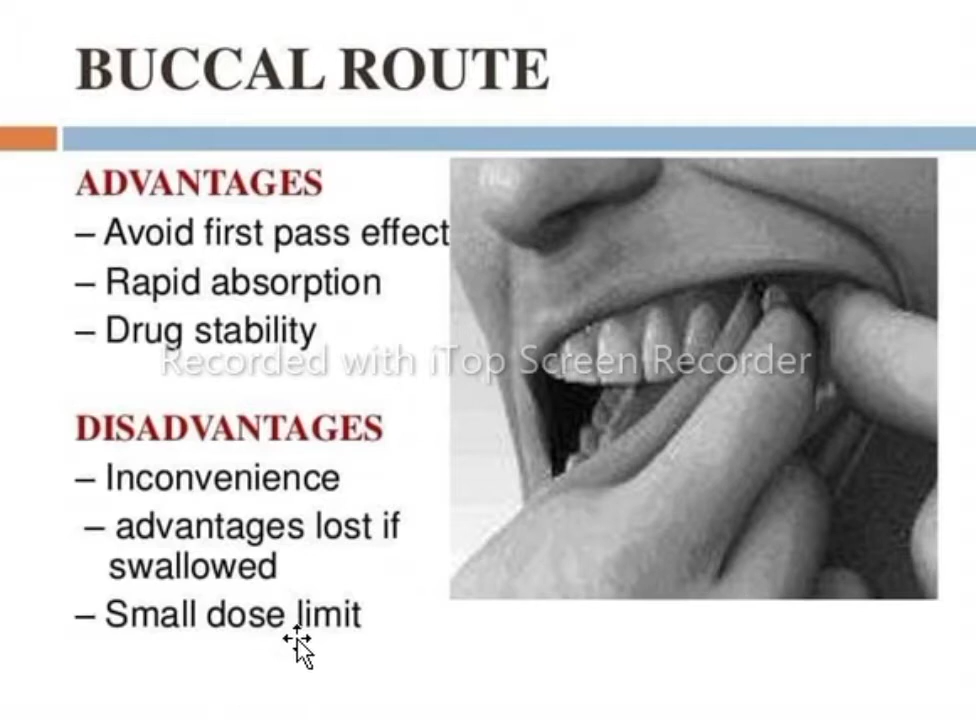 BUCCAL ROUTE
ADVANTAGES
– Avoid first pass effect
– Rapid absorption
– Drug stability
Recorded with iTop Screen Recorder
DISADVANTAGES
– Inconvenience
– advantages lost if
swallowed
– Small dose limit